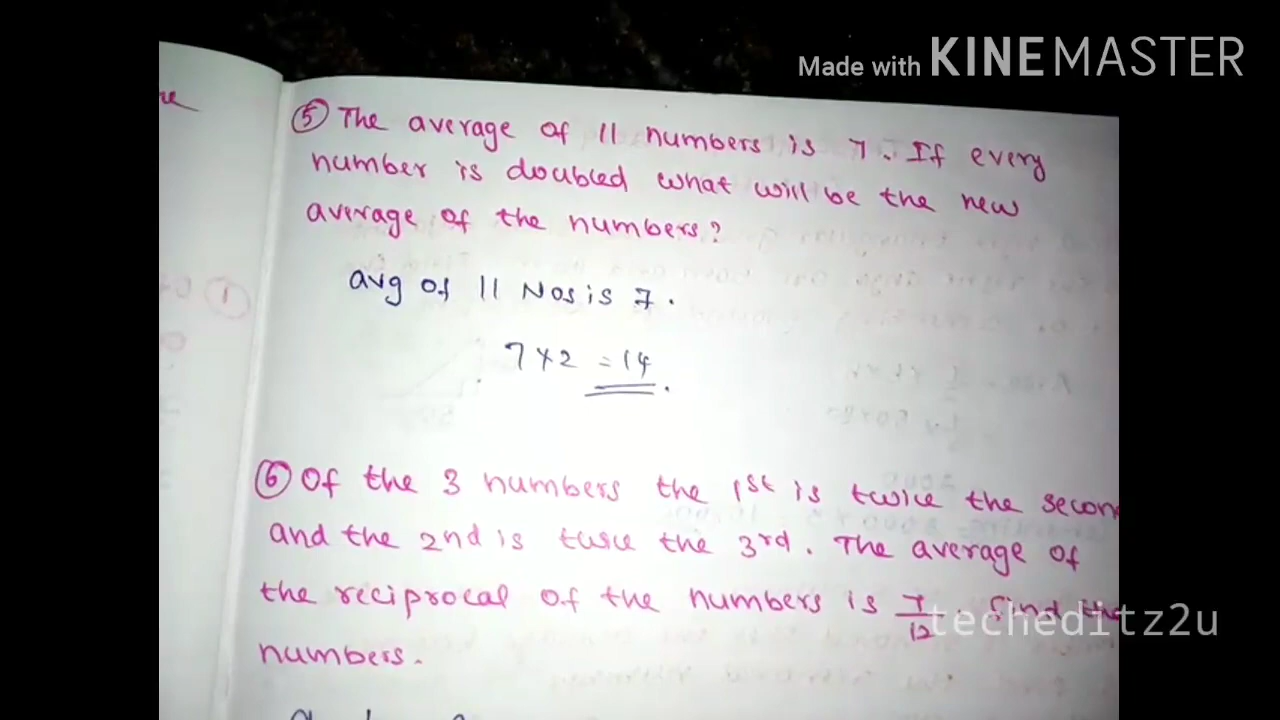 Made with KINEMASTER
⑤ The average of 11 numbers is 7. If every
number is doubled what will be the new
average of the numbers?
avg of 11 Nos is 7.
7 × 2 = 14.
⑥ Of the 3 numbers the 1st is twice the secon
and the 2nd is twice the 3rd. The average of
the reciprocal of the numbers is 7/12. find the
numbers.
techeditz2u